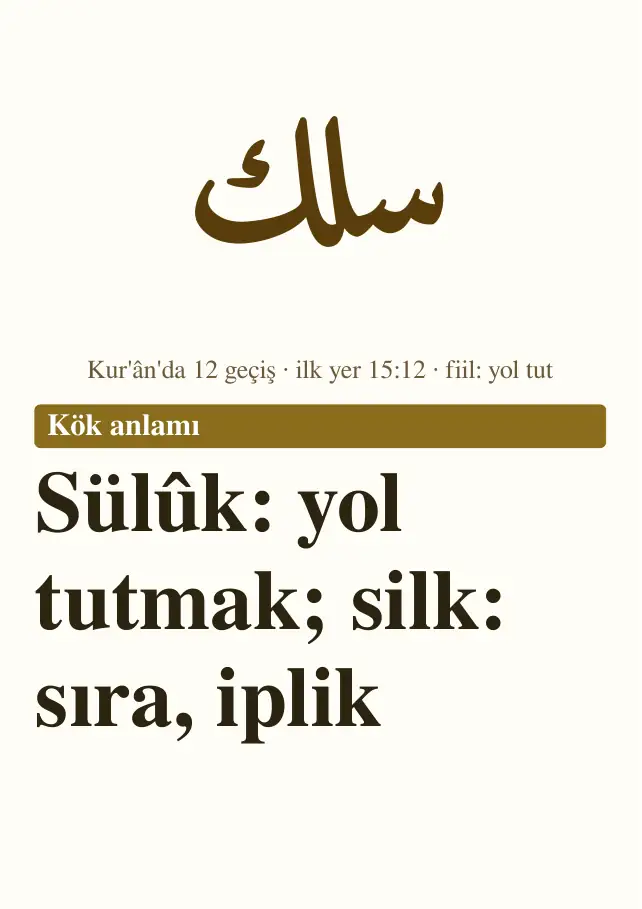 سلك
Kur'ân'da 12 geçiş · ilk yer 15:12 · fiil: yol tut
Kök anlamı
Sülûk: yol
tutmak; silk:
sıra, iplik